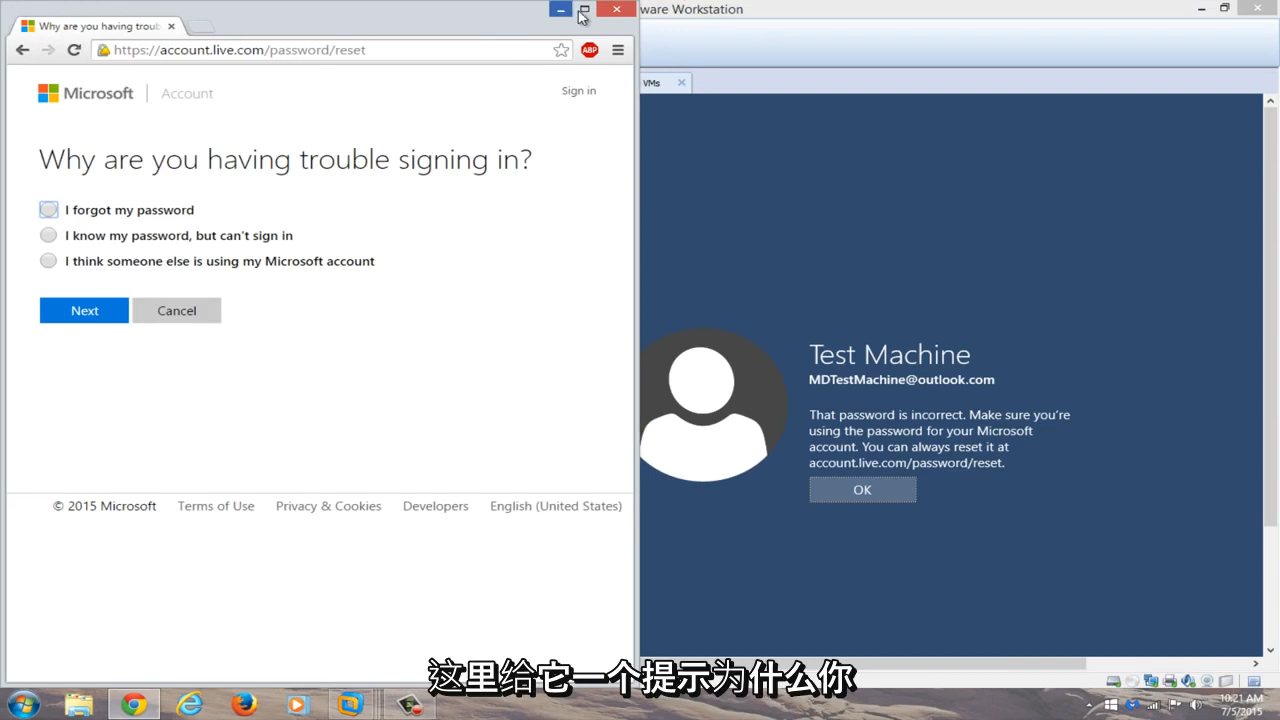 Why are you having troub
https://account.live.com/password/reset
ABP
Microsoft
Account
Sign in
Why are you having trouble signing in?
I forgot my password
I know my password, but can't sign in
I think someone else is using my Microsoft account
Next
Cancel
© 2015 Microsoft
Terms of Use
Privacy & Cookies
Developers
English (United States)
ware Workstation
VMs
Test Machine
MDTestMachine@outlook.com
That password is incorrect. Make sure you're
using the password for your Microsoft
account. You can always reset it at
account.live.com/password/reset.
OK
这里给它一个提示为什么你
10:21 AM
7/5/2015